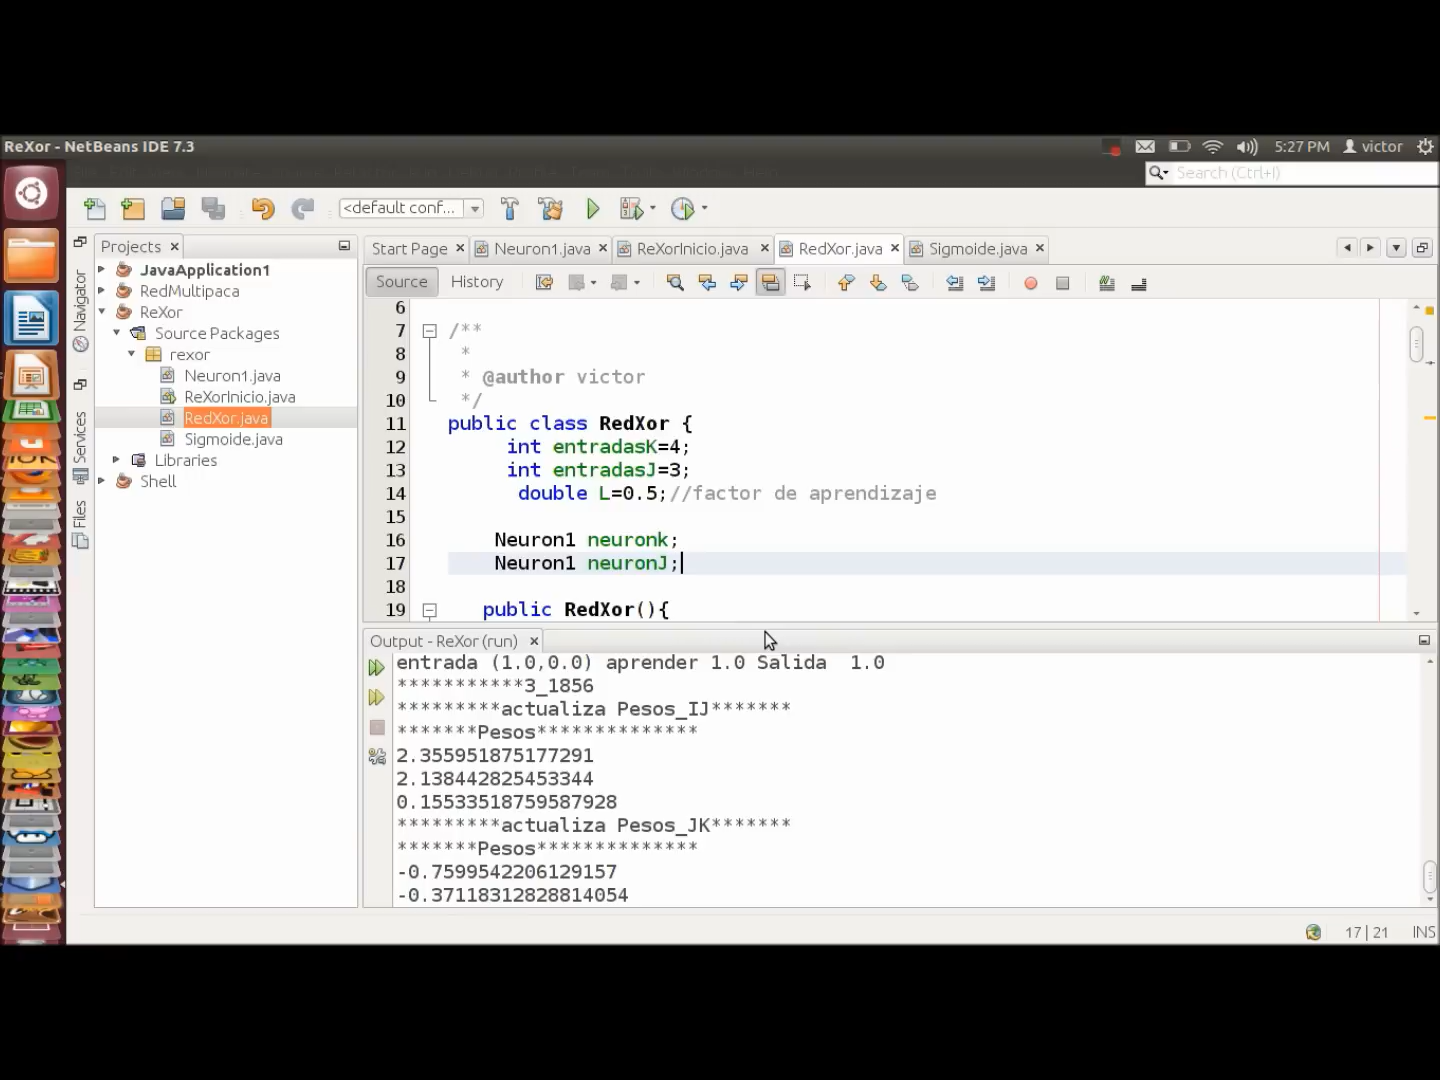 ReXor - NetBeans IDE 7.3
5:27 PM victor
Search (Ctrl+I)
<default conf...
Projects
Start Page
Neuron1.java
ReXorInicio.java
RedXor.java
Sigmoide.java
Source
History
Navigator
Services
Files
JavaApplication1
RedMultipaca
ReXor
Source Packages
rexor
Neuron1.java
ReXorInicio.java
RedXor.java
Sigmoide.java
Libraries
Shell
6
7 /**
8 *
9 * @author victor
10 */
11 public class RedXor {
12 int entradasK=4;
13 int entradasJ=3;
14 double L=0.5;//factor de aprendizaje
15
16 Neuron1 neuronk;
17 Neuron1 neuronJ;
18
19 public RedXor(){
Output - ReXor (run)
entrada (1.0,0.0) aprender 1.0 Salida  1.0
***********3_1856
*********actualiza Pesos_IJ*******
*******Pesos**************
2.355951875177291
2.138442825453344
0.15533518759587928
*********actualiza Pesos_JK*******
*******Pesos**************
-0.7599542206129157
-0.37118312828814054
17 | 21 INS